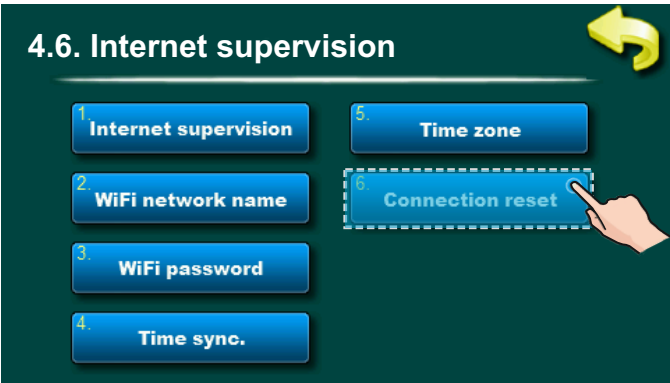 4.6. Internet supervision
1.
Internet supervision
2.
WiFi network name
3.
WiFi password
4.
Time sync.
5.
Time zone
6.
Connection reset